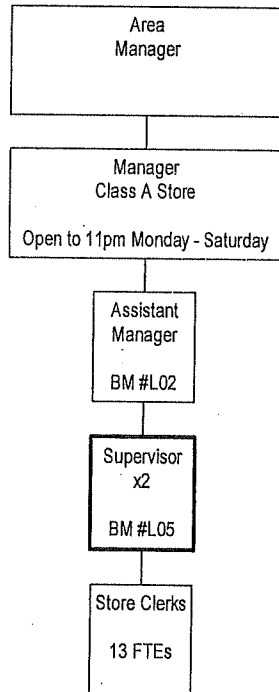 Area
Manager
Manager
Class A Store
Open to 11pm Monday - Saturday
Assistant
Manager
BM #L02
Supervisor
x2
BM #L05
Store Clerks
13 FTEs